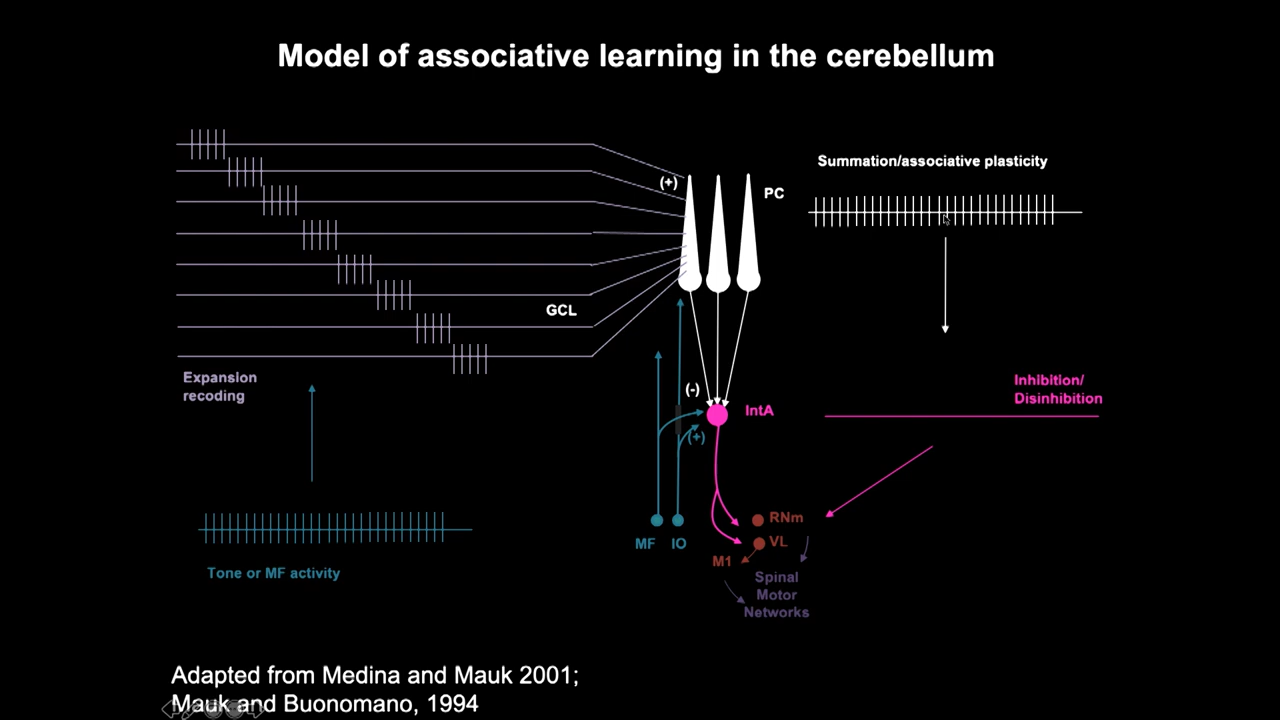 Model of associative learning in the cerebellum
Summation/associative plasticity
(+)
PC
GCL
Expansion
recoding
Inhibition/
Disinhibition
(-)
IntA
(+)
RNm
MF
IO
VL
M1
Tone or MF activity
Spinal
Motor
Networks
Adapted from Medina and Mauk 2001;
Mauk and Buonomano, 1994